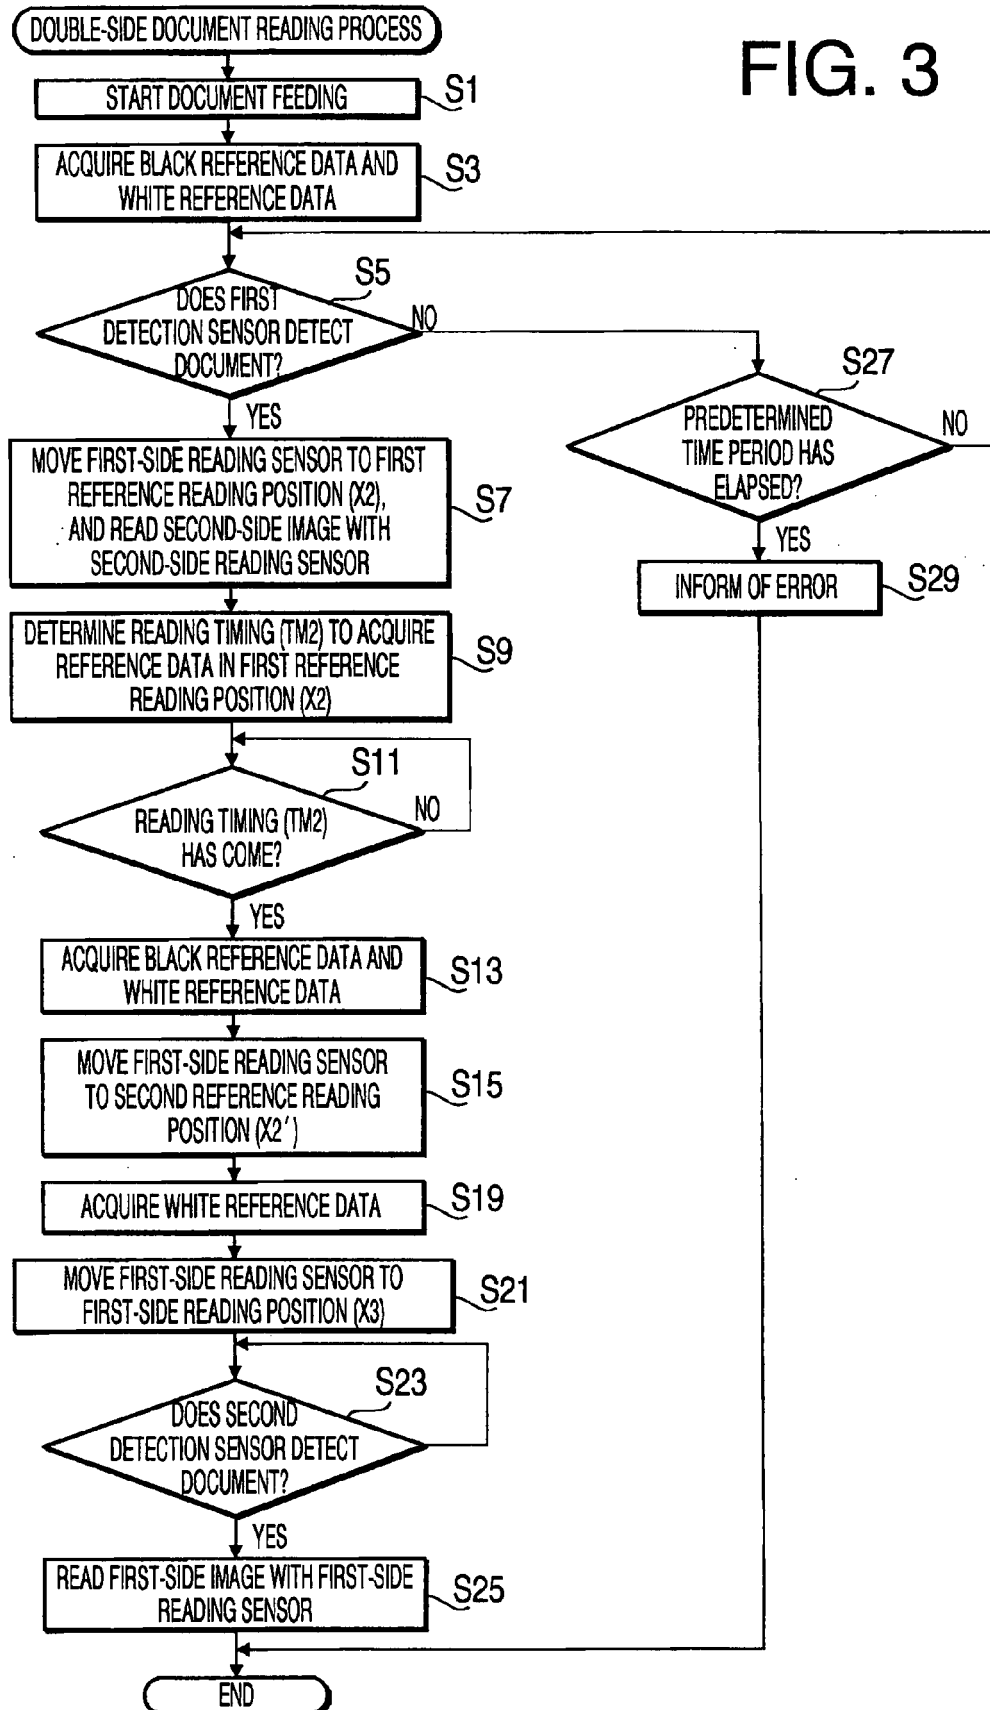 DOUBLE-SIDE DOCUMENT READING PROCESS
FIG. 3
START DOCUMENT FEEDING
S1
ACQUIRE BLACK REFERENCE DATA AND
WHITE REFERENCE DATA
S3
S5
DOES FIRST
DETECTION SENSOR DETECT
DOCUMENT?
NO
YES
S27
PREDETERMINED
TIME PERIOD HAS
ELAPSED?
NO
YES
MOVE FIRST-SIDE READING SENSOR TO FIRST
REFERENCE READING POSITION (X2),
AND READ SECOND-SIDE IMAGE WITH
SECOND-SIDE READING SENSOR
S7
INFORM OF ERROR
S29
DETERMINE READING TIMING (TM2) TO ACQUIRE
REFERENCE DATA IN FIRST REFERENCE
READING POSITION (X2)
S9
S11
READING TIMING (TM2)
HAS COME?
NO
YES
ACQUIRE BLACK REFERENCE DATA AND
WHITE REFERENCE DATA
S13
MOVE FIRST-SIDE READING SENSOR
TO SECOND REFERENCE READING
POSITION (X2′)
S15
ACQUIRE WHITE REFERENCE DATA
S19
MOVE FIRST-SIDE READING SENSOR TO
FIRST-SIDE READING POSITION (X3)
S21
S23
DOES SECOND
DETECTION SENSOR DETECT
DOCUMENT?
YES
READ FIRST-SIDE IMAGE WITH FIRST-SIDE
READING SENSOR
S25
END